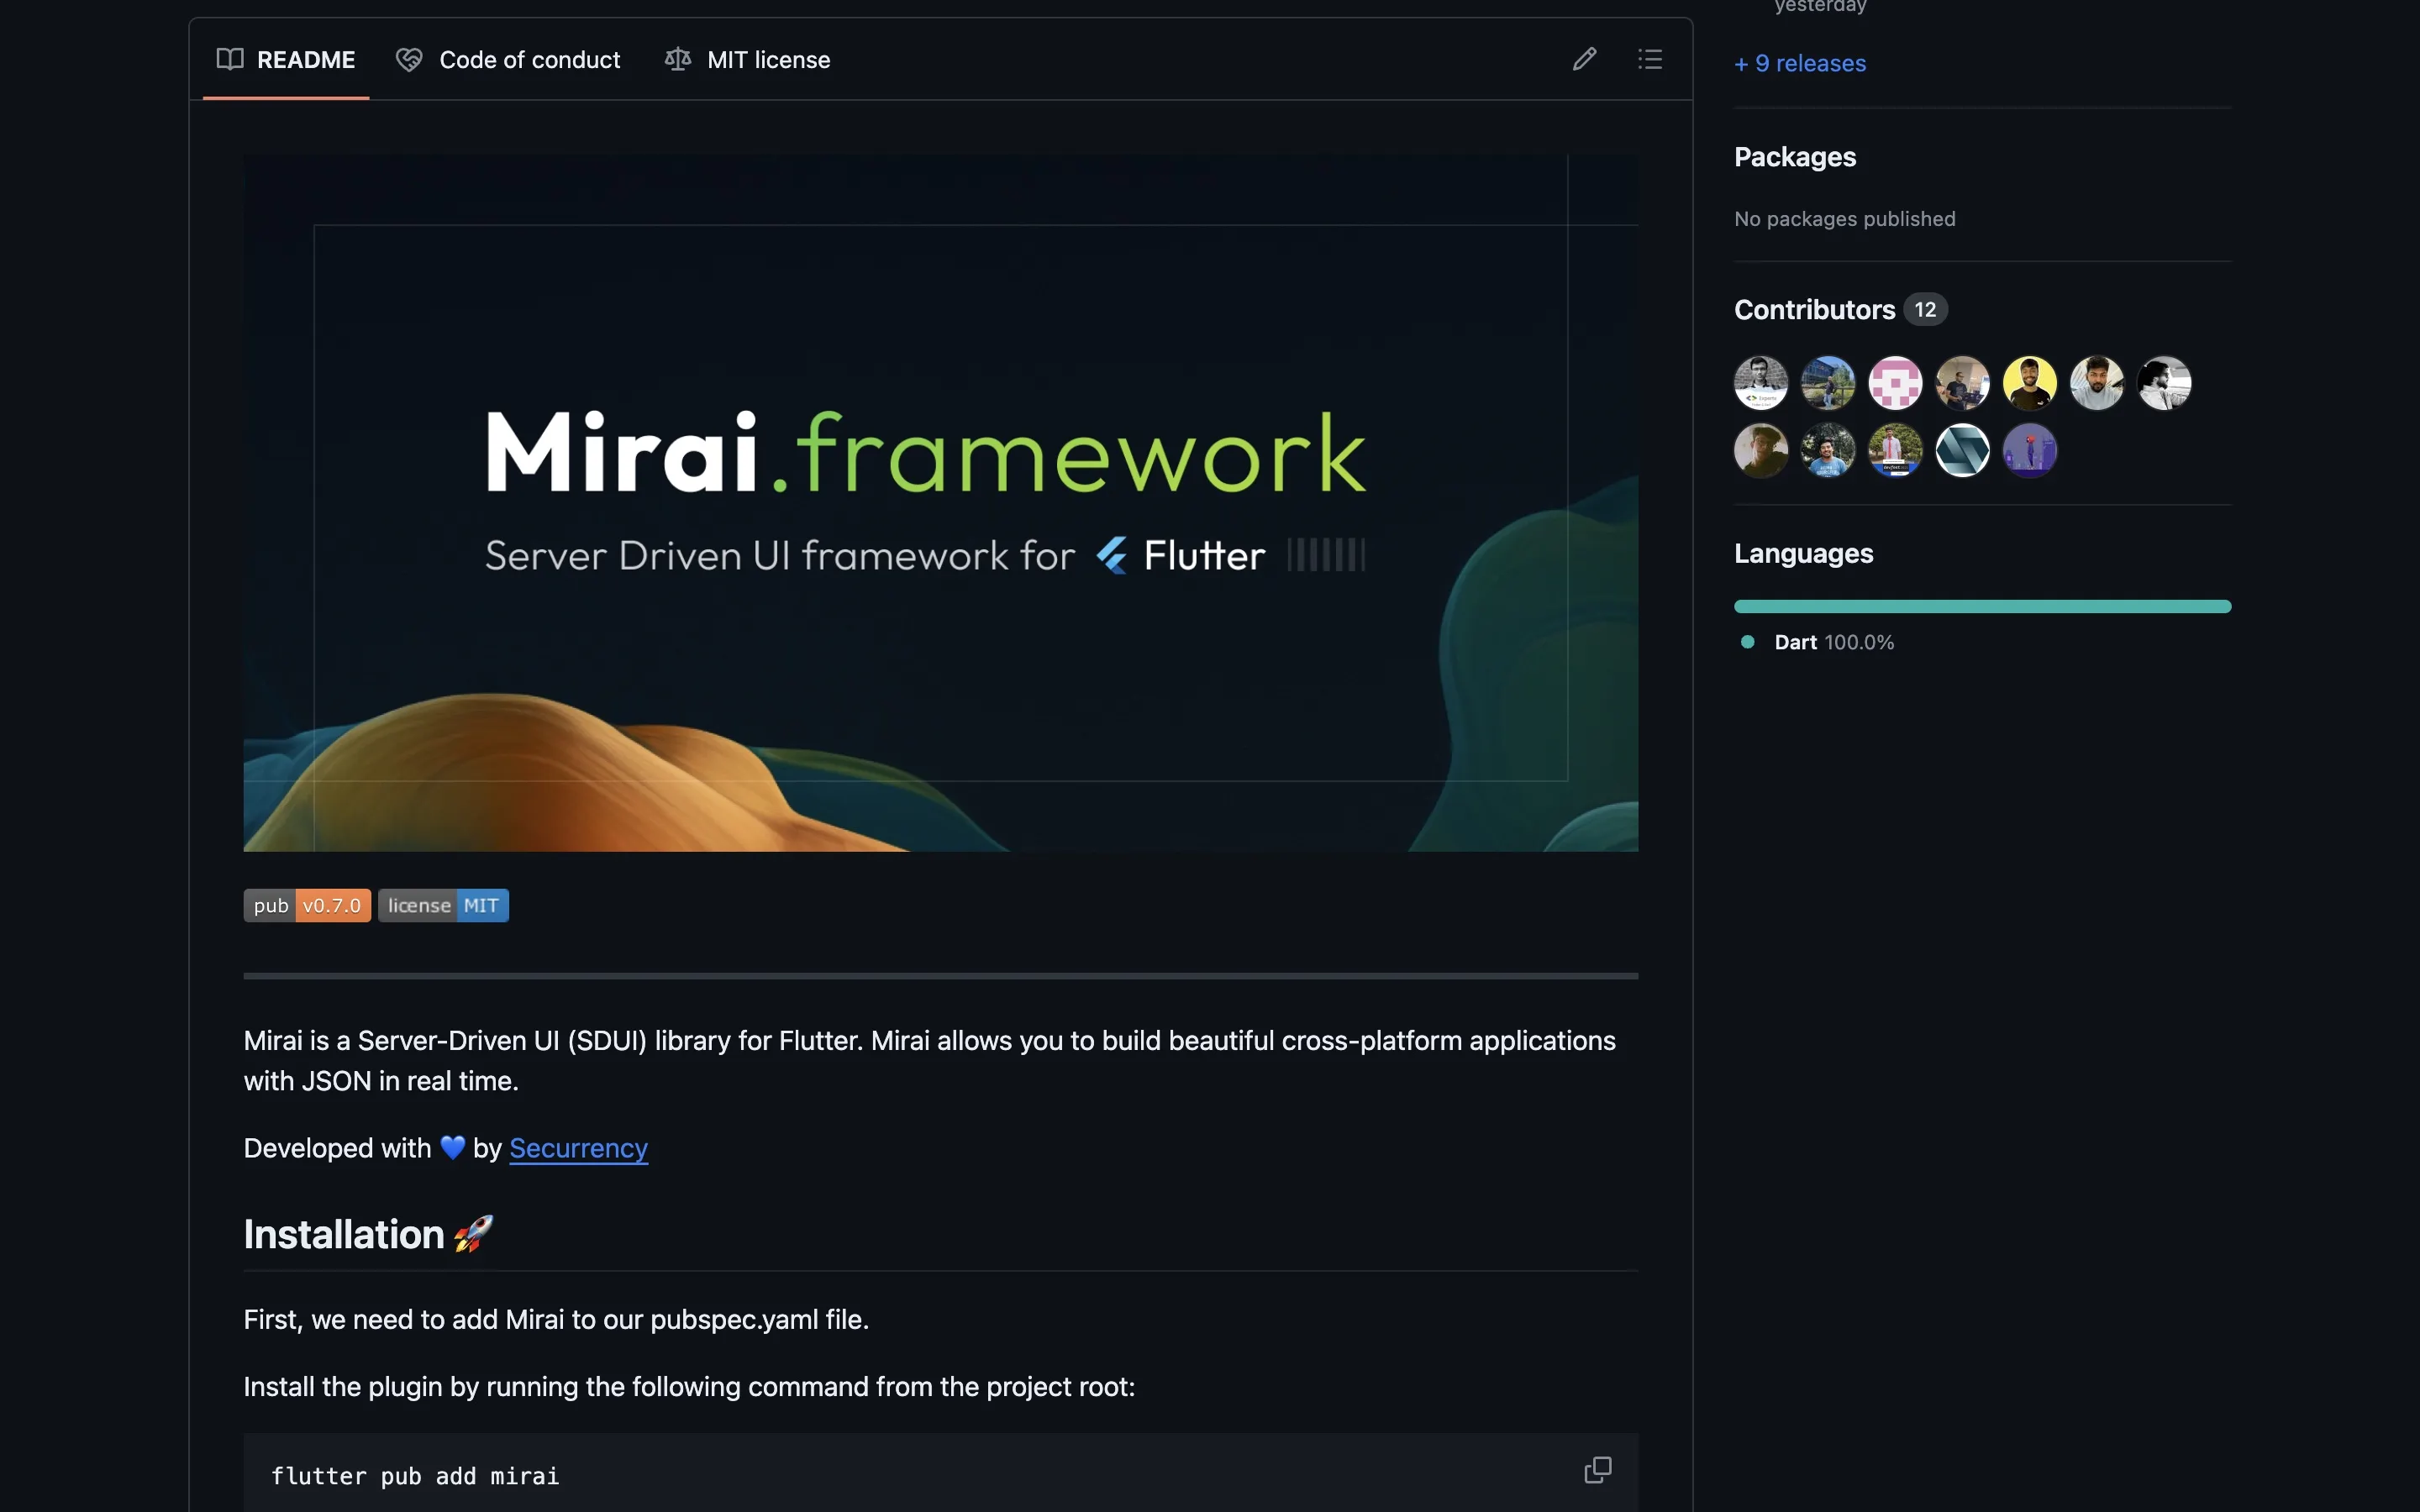 README
Code of conduct
MIT license
Mirai.framework
Server Driven UI framework for Flutter
pub v0.7.0
license MIT
Mirai is a Server-Driven UI (SDUI) library for Flutter. Mirai allows you to build beautiful cross-platform applications
with JSON in real time.
Developed with 💙 by Securrency
Installation 🚀
First, we need to add Mirai to our pubspec.yaml file.
Install the plugin by running the following command from the project root:
flutter pub add mirai
yesterday
+ 9 releases
Packages
No packages published
Contributors 12
Languages
Dart 100.0%